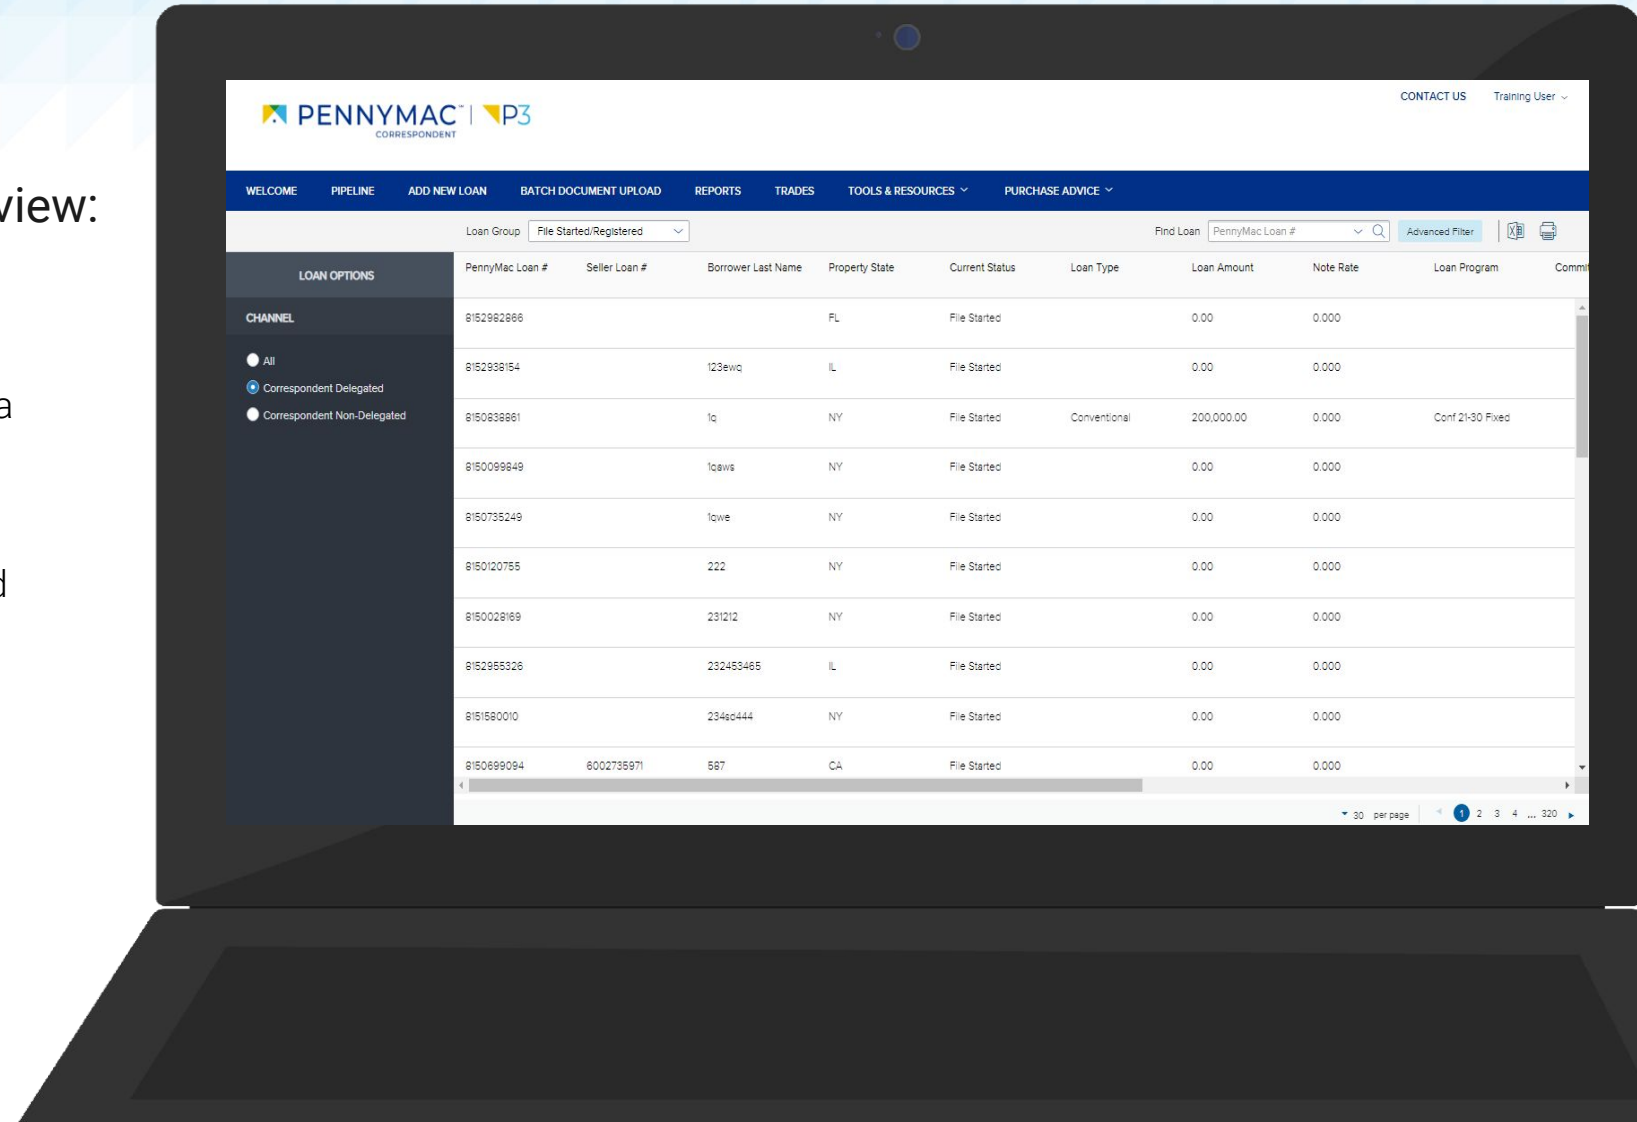 view:
a
d
PENNYMAC™ | P3
CORRESPONDENT
CONTACT US Training User
WELCOME PIPELINE ADD NEW LOAN BATCH DOCUMENT UPLOAD REPORTS TRADES TOOLS & RESOURCES PURCHASE ADVICE
Loan Group File Started/Registered Find Loan PennyMac Loan # Advanced Filter
LOAN OPTIONS
CHANNEL
All
Correspondent Delegated
Correspondent Non-Delegated
PennyMac Loan # Seller Loan # Borrower Last Name Property State Current Status Loan Type Loan Amount Note Rate Loan Program Commit
8152982866 FL File Started 0.00 0.000
8152938154 123ewq IL File Started 0.00 0.000
8150838861 1q NY File Started Conventional 200,000.00 0.000 Conf 21-30 Fixed
8150099849 1qaws NY File Started 0.00 0.000
8150735249 1qwe NY File Started 0.00 0.000
8150120755 222 NY File Started 0.00 0.000
8150028169 231212 NY File Started 0.00 0.000
8152955326 232453465 IL File Started 0.00 0.000
8151580010 234sd444 NY File Started 0.00 0.000
8150699094 6002735971 587 CA File Started 0.00 0.000
30 per page 1 2 3 4 ... 320